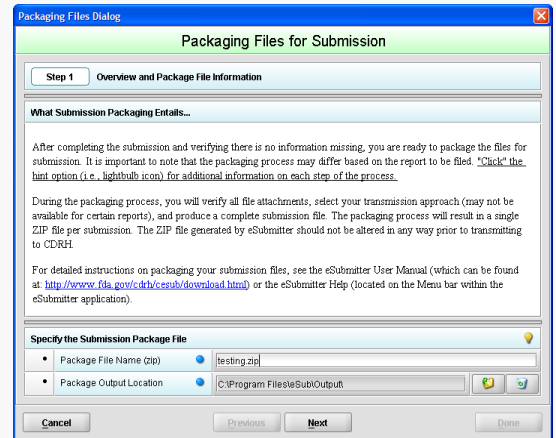 Packaging Files Dialog
Packaging Files for Submission
Step 1 Overview and Package File Information
What Submission Packaging Entails...
After completing the submission and verifying there is no information missing, you are ready to package the files for
submission. It is important to note that the packaging process may differ based on the report to be filed. "Click" the
hint option (i.e., lightbulb icon) for additional information on each step of the process.
During the packaging process, you will verify all file attachments, select your transmission approach (may not be
available for certain reports), and produce a complete submission file. The packaging process will result in a single
ZIP file per submission. The ZIP file generated by eSubmitter should not be altered in any way prior to transmitting
to CDRH.
For detailed instructions on packaging your submission files, see the eSubmitter User Manual (which can be found
at: http://www.fda.gov/cdrh/cesub/download.html) or the eSubmitter Help (located on the Menu bar within the
eSubmitter application).
Specify the Submission Package File
• Package File Name (zip) testing.zip
• Package Output Location C:\Program Files\eSub\Output\
Cancel Previous Next Done